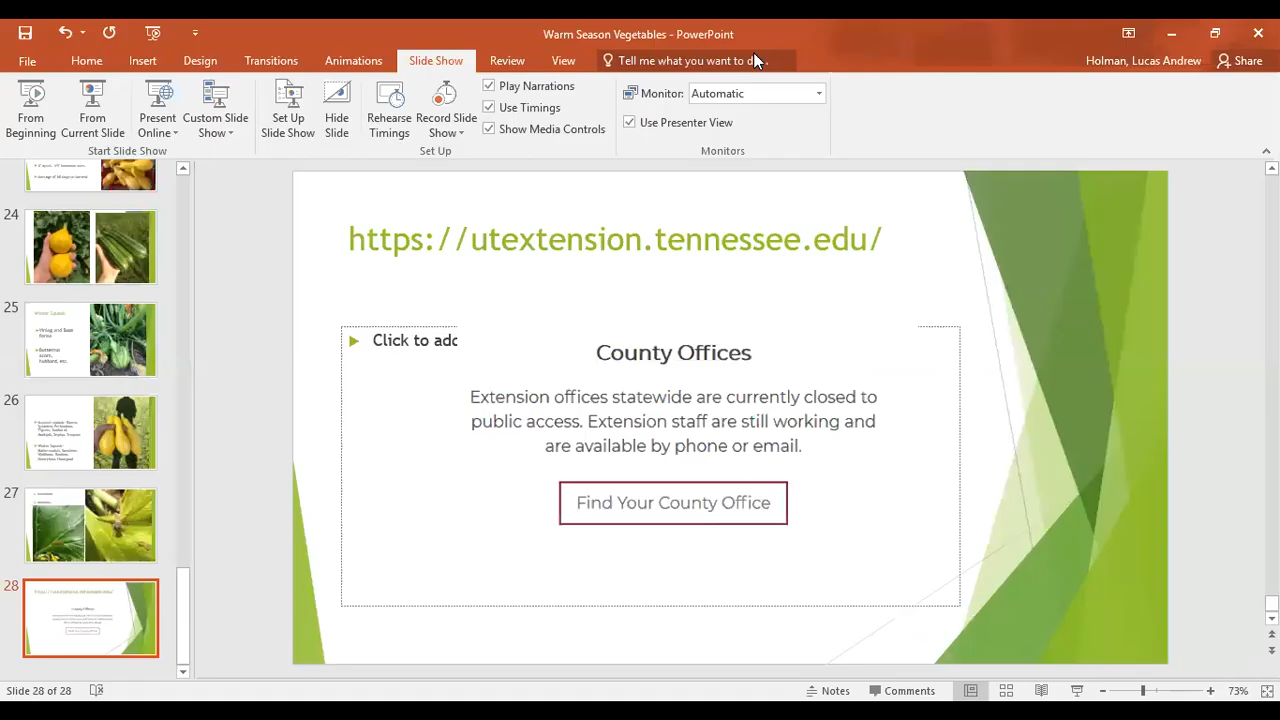 Warm Season Vegetables - PowerPoint
File
Home
Insert
Design
Transitions
Animations
Slide Show
Review
View
Tell me what you want to d...
Holman, Lucas Andrew
Share
From Beginning
From Current Slide
Present Online
Custom Slide Show
Start Slide Show
Set Up Slide Show
Hide Slide
Rehearse Timings
Record Slide Show
Play Narrations
Use Timings
Show Media Controls
Set Up
Monitor:
Automatic
Use Presenter View
Monitors
24
25
Winter Squash
26
27
28
https://utextension.tennessee.edu/
Click to add
County Offices
Extension offices statewide are currently closed to
public access. Extension staff are still working and
are available by phone or email.
Find Your County Office
Slide 28 of 28
Notes
Comments
73%